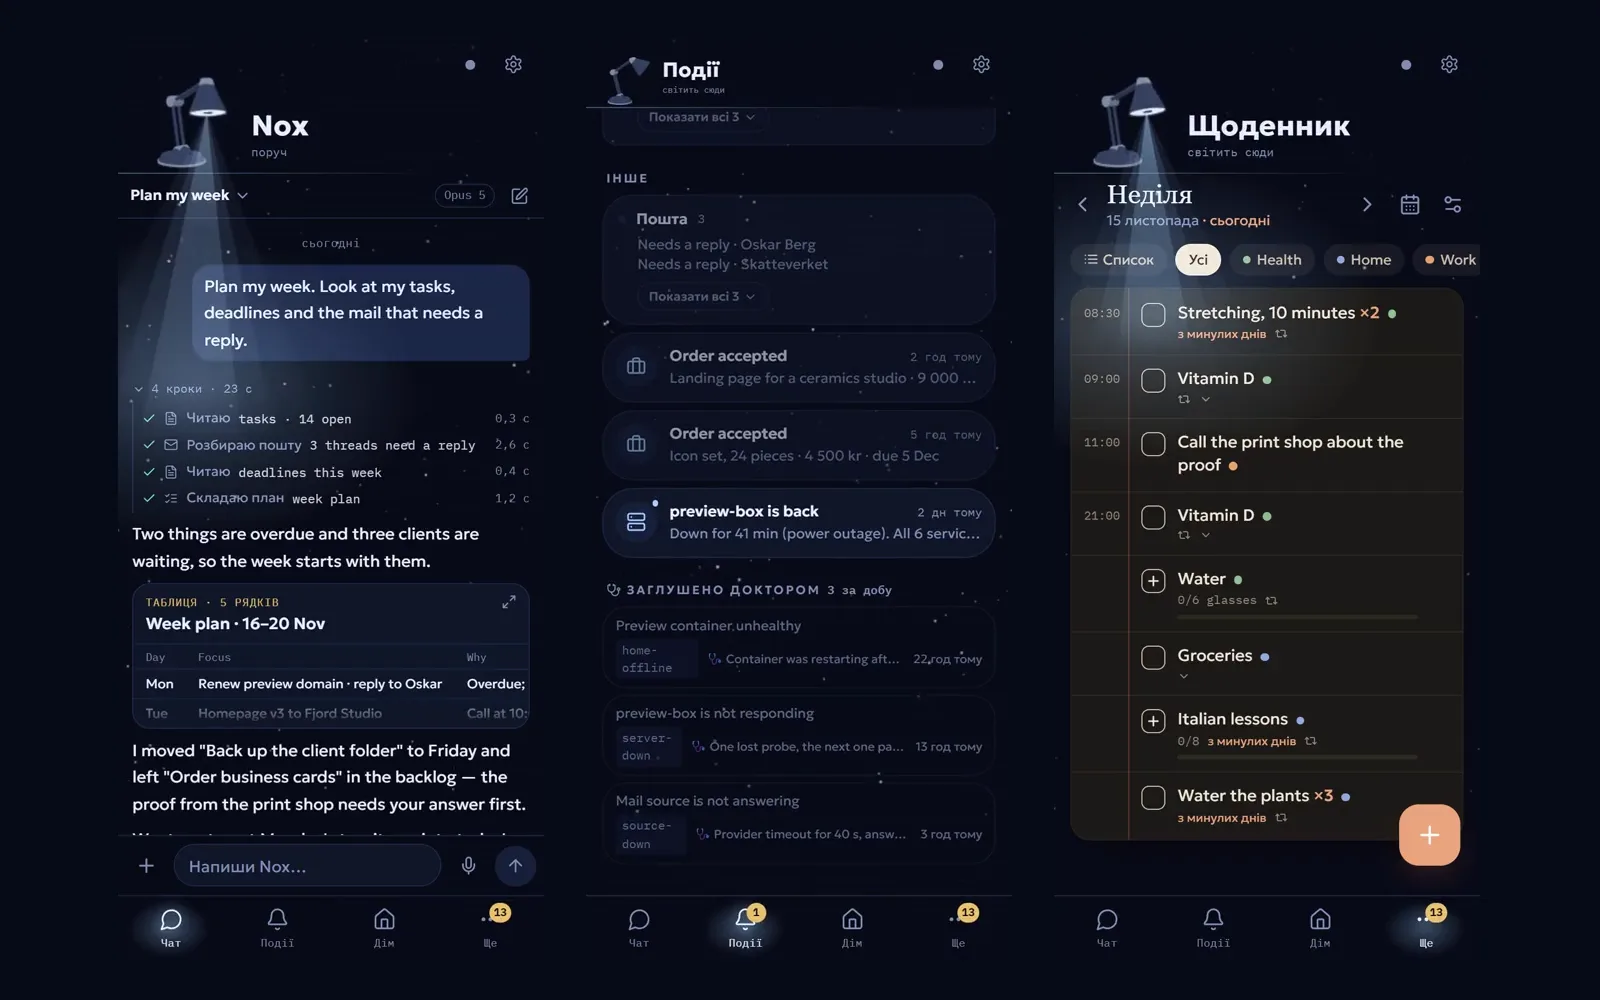 Nox
поруч
Plan my week
Opus 5
сьогодні
Plan my week. Look at my tasks,
deadlines and the mail that needs a
reply.
4 кроки · 23 с
Читаю tasks · 14 open 0,3 с
Розбираю пошту 3 threads need a reply 2,6 с
Читаю deadlines this week 0,4 с
Складаю план week plan 1,2 с
Two things are overdue and three clients are
waiting, so the week starts with them.
ТАБЛИЦЯ · 5 РЯДКІВ
Week plan · 16–20 Nov
Day Focus Why
Mon Renew preview domain · reply to Oskar Overdue;
Tue Homepage v3 to Fjord Studio Call at 10:
I moved "Back up the client folder" to Friday and
left "Order business cards" in the backlog — the
proof from the print shop needs your answer first.
Напиши Nox...
Чат
Події
Дім
13
Ще
Події
світить сюди
Показати всі 3
ІНШЕ
Пошта 3
Needs a reply · Oskar Berg
Needs a reply · Skatteverket
Показати всі 3
Order accepted 2 год тому
Landing page for a ceramics studio · 9 000 ...
Order accepted 5 год тому
Icon set, 24 pieces · 4 500 kr · due 5 Dec
preview-box is back 2 дн тому
Down for 41 min (power outage). All 6 servic...
ЗАГЛУШЕНО ДОКТОРОМ 3 за добу
Preview container unhealthy
home-
offline
Container was restarting aft... 22 год тому
preview-box is not responding
server-
down
One lost probe, the next one pa... 13 год тому
Mail source is not answering
source-
down
Provider timeout for 40 s, answ... 3 год тому
Чат
1
Події
Дім
13
Ще
Щоденник
світить сюди
Неділя
15 листопада · сьогодні
Список
Усі
Health
Home
Work
08:30 Stretching, 10 minutes ×2
з минулих днів
09:00 Vitamin D
11:00 Call the print shop about the
proof
21:00 Vitamin D
Water
0/6 glasses
Groceries
Italian lessons
0/8 з минулих днів
Water the plants ×3
з минулих днів
Чат
Події
Дім
13
Ще